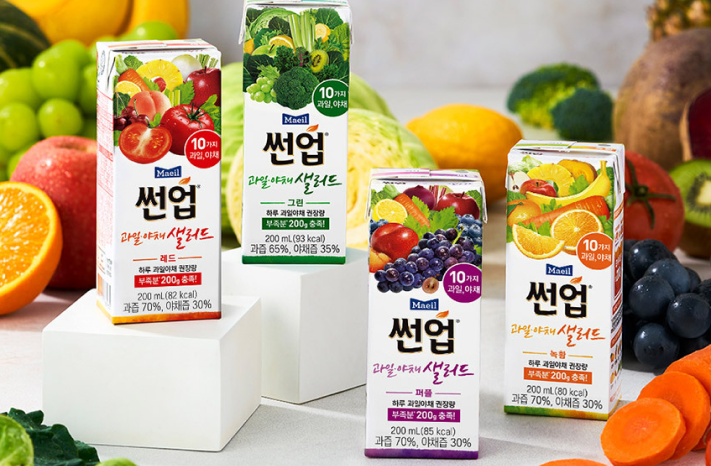 10가지
과일,야채
Maeil
썬업
과일·야채 샐러드
레드
하루 과일야채 권장량
부족분* 200g 충족!
200 mL(82 kcal)
과즙 70%, 야채즙 30%
10가지
과일,야채
Maeil
썬업
과일·야채 샐러드
그린
하루 과일야채 권장량
부족분* 200g 충족!
200 mL(93 kcal)
과즙 65%, 야채즙 35%
10가지
과일,야채
Maeil
썬업
과일·야채 샐러드
퍼플
하루 과일야채 권장량
부족분* 200g 충족!
200 mL(85 kcal)
과즙 70%, 야채즙 30%
10가지
과일,야채
Maeil
썬업
과일·야채 샐러드
녹황
하루 과일야채 권장량
부족분* 200g 충족!
200 mL(80 kcal)
과즙 70%, 야채즙 30%